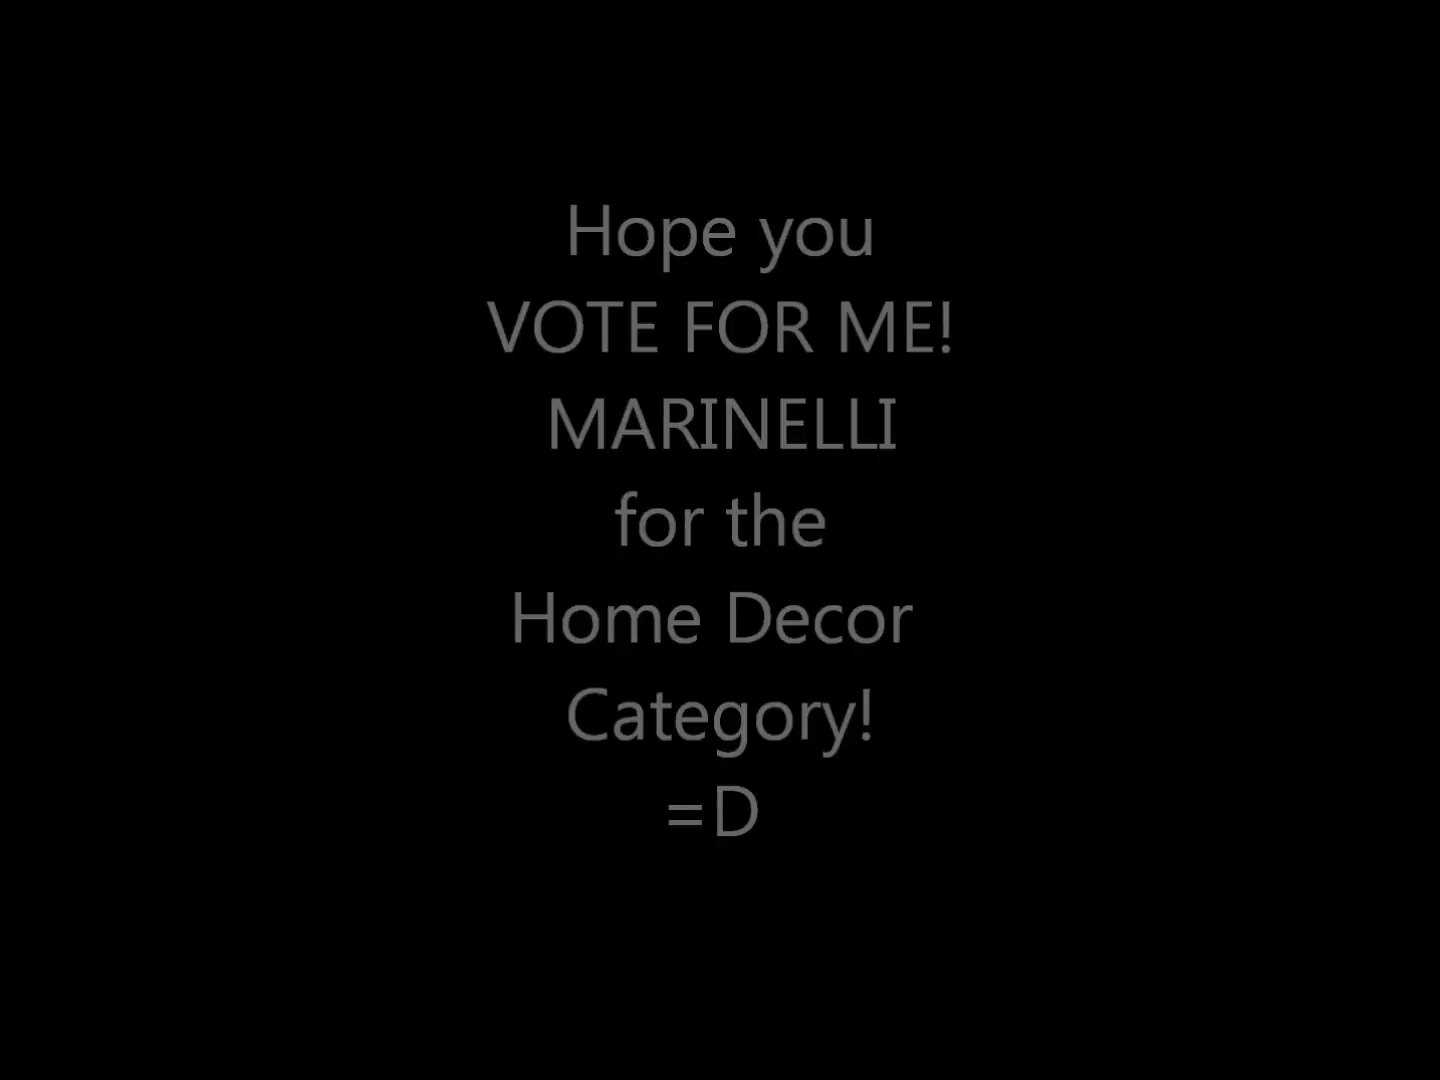 Hope you
VOTE FOR ME!
MARINELLI
for the
Home Decor
Category!
=D